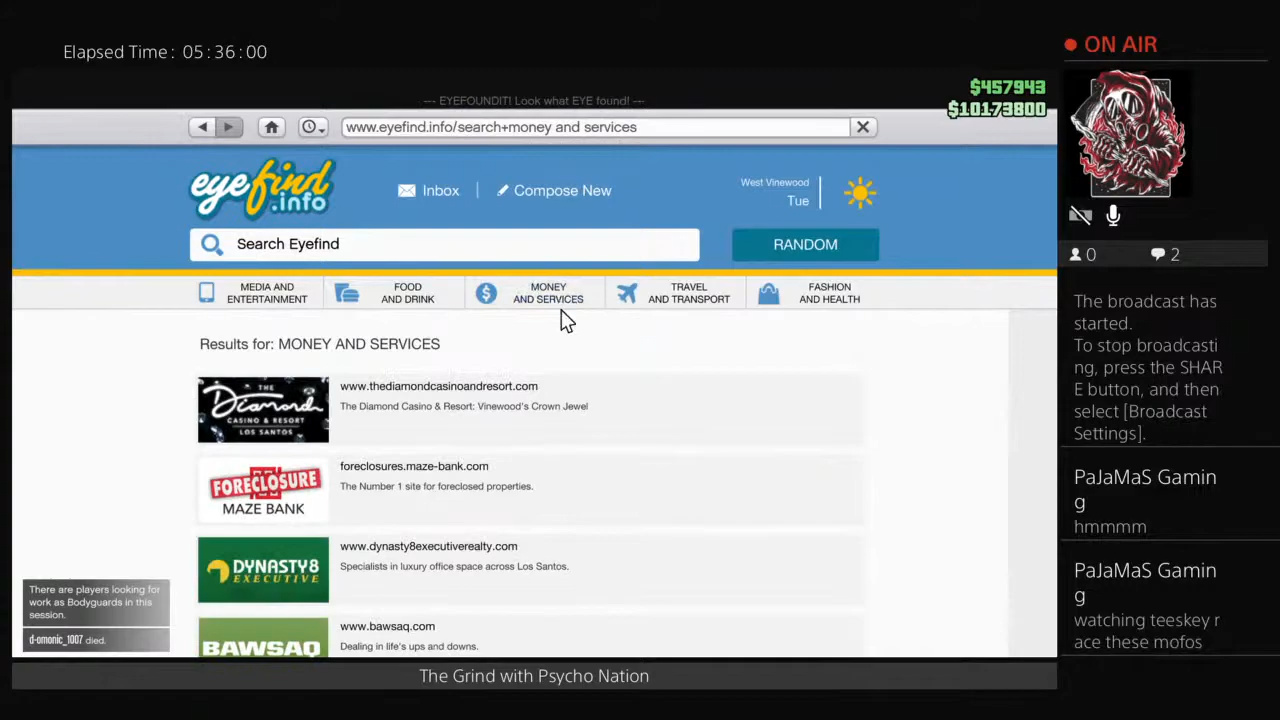 Elapsed Time: 05:36:00
ON AIR
--- EYEFOUNDIT! Look what EYE found! ---
$457943
$10173800
www.eyefind.info/search+money and services
eyefind
.info
Inbox
Compose New
West Vinewood
Tue
Search Eyefind
RANDOM
MEDIA AND
ENTERTAINMENT
FOOD
AND DRINK
MONEY
AND SERVICES
TRAVEL
AND TRANSPORT
FASHION
AND HEALTH
Results for: MONEY AND SERVICES
THE
Diamond
CASINO & RESORT
LOS SANTOS
www.thediamondcasinoandresort.com
The Diamond Casino & Resort: Vinewood's Crown Jewel
FORECLOSURE
MAZE BANK
foreclosures.maze-bank.com
The Number 1 site for foreclosed properties.
DYNASTY8
EXECUTIVE
www.dynasty8executiverealty.com
Specialists in luxury office space across Los Santos.
BAWSAQ
www.bawsaq.com
Dealing in life's ups and downs.
There are players looking for
work as Bodyguards in this
session.
d-omonic_1007 died.
The Grind with Psycho Nation
0
2
The broadcast has
started.
To stop broadcasti
ng, press the SHAR
E button, and then
select [Broadcast
Settings].
PaJaMaS Gamin
g
hmmmm
PaJaMaS Gamin
g
watching teeskey r
ace these mofos